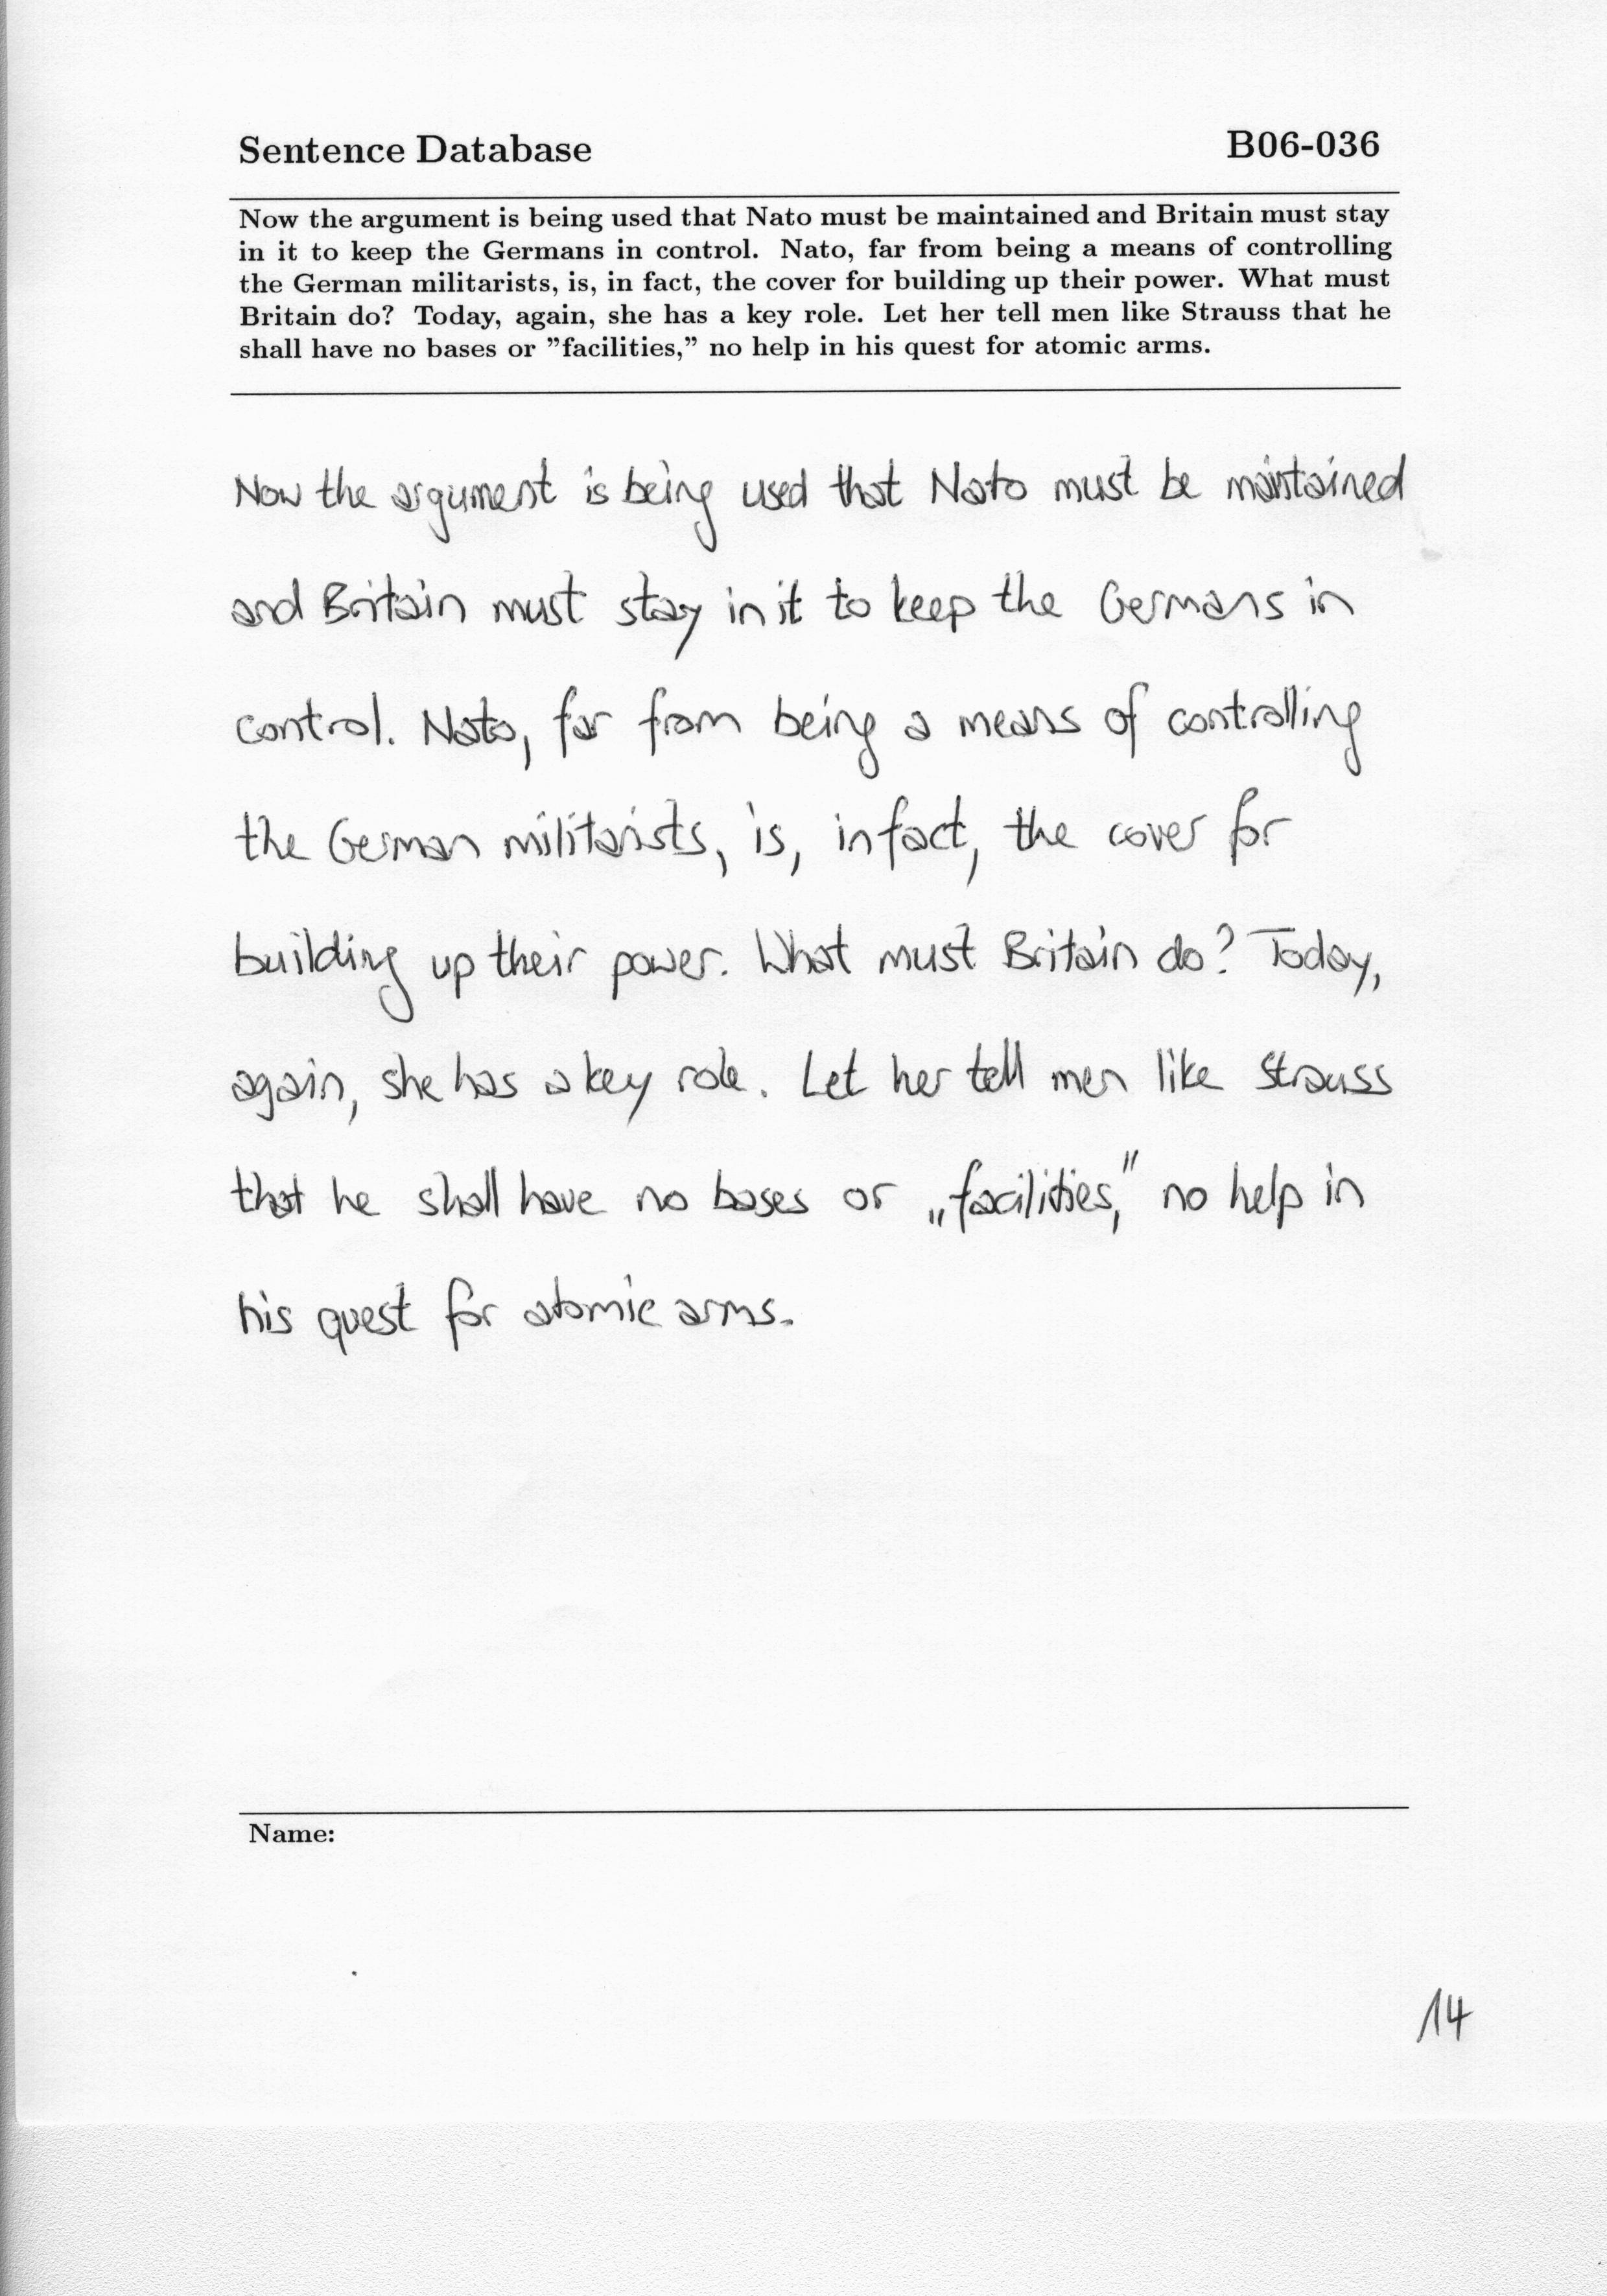 Sentence Database B06-036
Now the argument is being used that Nato must be maintained and Britain must stay
in it to keep the Germans in control. Nato, far from being a means of controlling
the German militarists, is, in fact, the cover for building up their power. What must
Britain do? Today, again, she has a key role. Let her tell men like Strauss that he
shall have no bases or ”facilities,” no help in his quest for atomic arms.
Now the argument is being used that Nato must be maintained
and Britain must stay in it to keep the Germans in
control. Nato, far from being a means of controlling
the German militarists, is, in fact, the cover for
building up their power. What must Britain do? Today,
again, she has a key role. Let her tell men like Strauss
that he shall have no bases or „facilities," no help in
his quest for atomic arms.
Name:
14